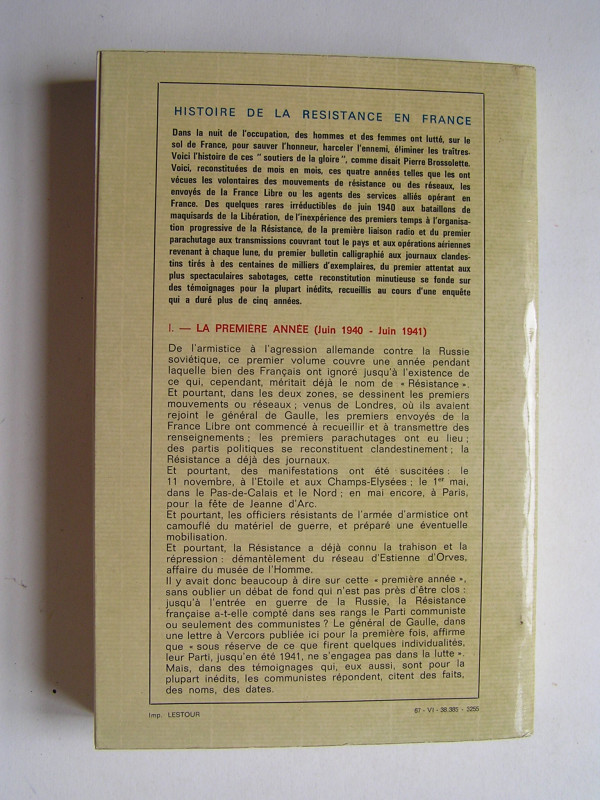 HISTOIRE DE LA RESISTANCE EN FRANCE
Dans la nuit de l'occupation, des hommes et des femmes ont lutté, sur le
sol de France, pour sauver l'honneur, harceler l'ennemi, éliminer les traîtres.
Voici l'histoire de ces " soutiers de la gloire ", comme disait Pierre Brossolette.
Voici, reconstituées de mois en mois, ces quatre années telles que les ont
vécues les volontaires des mouvements de résistance ou des réseaux, les
envoyés de la France Libre ou les agents des services alliés opérant en
France. Des quelques rares irréductibles de juin 1940 aux bataillons de
maquisards de la Libération, de l'inexpérience des premiers temps à l'organisa-
tion progressive de la Résistance, de la première liaison radio et du premier
parachutage aux transmissions couvrant tout le pays et aux opérations aériennes
revenant à chaque lune, du premier bulletin calligraphié aux journaux clandes-
tins tirés à des centaines de milliers d'exemplaires, du premier attentat aux
plus spectaculaires sabotages, cette reconstitution minutieuse se fonde sur
des témoignages pour la plupart inédits, recueillis au cours d'une enquête
qui a duré plus de cinq années.
I. — LA PREMIÈRE ANNÉE (Juin 1940 - Juin 1941)
De l'armistice à l'agression allemande contre la Russie
soviétique, ce premier volume couvre une année pendant
laquelle bien des Français ont ignoré jusqu'à l'existence de
ce qui, cependant, méritait déjà le nom de « Résistance ».
Et pourtant, dans les deux zones, se dessinent les premiers
mouvements ou réseaux ; venus de Londres, où ils avaient
rejoint le général de Gaulle, les premiers envoyés de la
France Libre ont commencé à recueillir et à transmettre des
renseignements ; les premiers parachutages ont eu lieu ;
des partis politiques se reconstituent clandestinement ; la
Résistance a déjà des journaux.
Et pourtant, des manifestations ont été suscitées : le
11 novembre, à l'Etoile et aux Champs-Elysées ; le 1er mai,
dans le Pas-de-Calais et le Nord ; en mai encore, à Paris,
pour la fête de Jeanne d'Arc.
Et pourtant, les officiers résistants de l'armée d'armistice ont
camouflé du matériel de guerre, et préparé une éventuelle
mobilisation.
Et pourtant, la Résistance a déjà connu la trahison et la
répression : démantèlement du réseau d'Estienne d'Orves,
affaire du musée de l'Homme.
Il y avait donc beaucoup à dire sur cette « première année »,
sans oublier un débat de fond qui n'est pas près d'être clos :
jusqu'à l'entrée en guerre de la Russie, la Résistance
française a-t-elle compté dans ses rangs le Parti communiste
ou seulement des communistes ? Le général de Gaulle, dans
une lettre à Vercors publiée ici pour la première fois, affirme
que « sous réserve de ce que firent quelques individualités,
leur Parti, jusqu'en été 1941, ne s'engagea pas dans la lutte ».
Mais, dans des témoignages qui, eux aussi, sont pour la
plupart inédits, les communistes répondent, citent des faits,
des noms, des dates.
Imp. LESTOUR
67 - VI - 38.385 - 3255